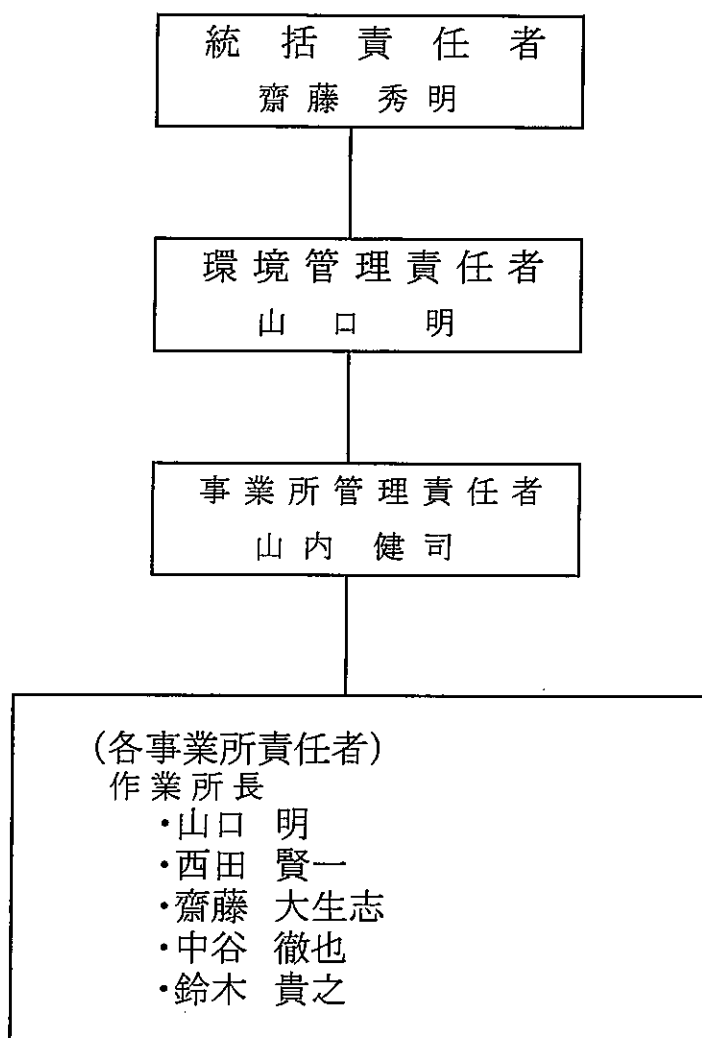 統括責任者
齋藤 秀明
環境管理責任者
山口 明
事業所管理責任者
山内 健司
(各事業所責任者)
作業所長
・山口 明
・西田 賢一
・齋藤 大生志
・中谷 徹也
・鈴木 貴之